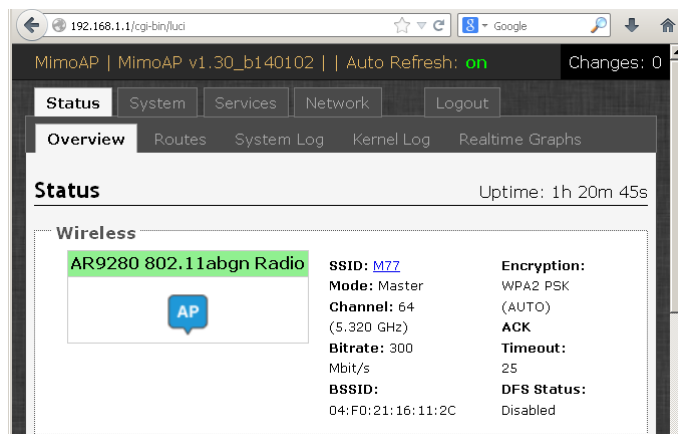 192.168.1.1/cgi-bin/luci
Google
MimoAP | MimoAP v1.30_b140102 | | Auto Refresh: on
Changes: 0
Status System Services Network Logout
Overview Routes System Log Kernel Log Realtime Graphs
Status
Uptime: 1h 20m 45s
Wireless
AR9280 802.11abgn Radio
AP
SSID: M77
Mode: Master
Channel: 64
(5.320 GHz)
Bitrate: 300
Mbit/s
BSSID:
04:F0:21:16:11:2C
Encryption:
WPA2 PSK
(AUTO)
ACK
Timeout:
25
DFS Status:
Disabled